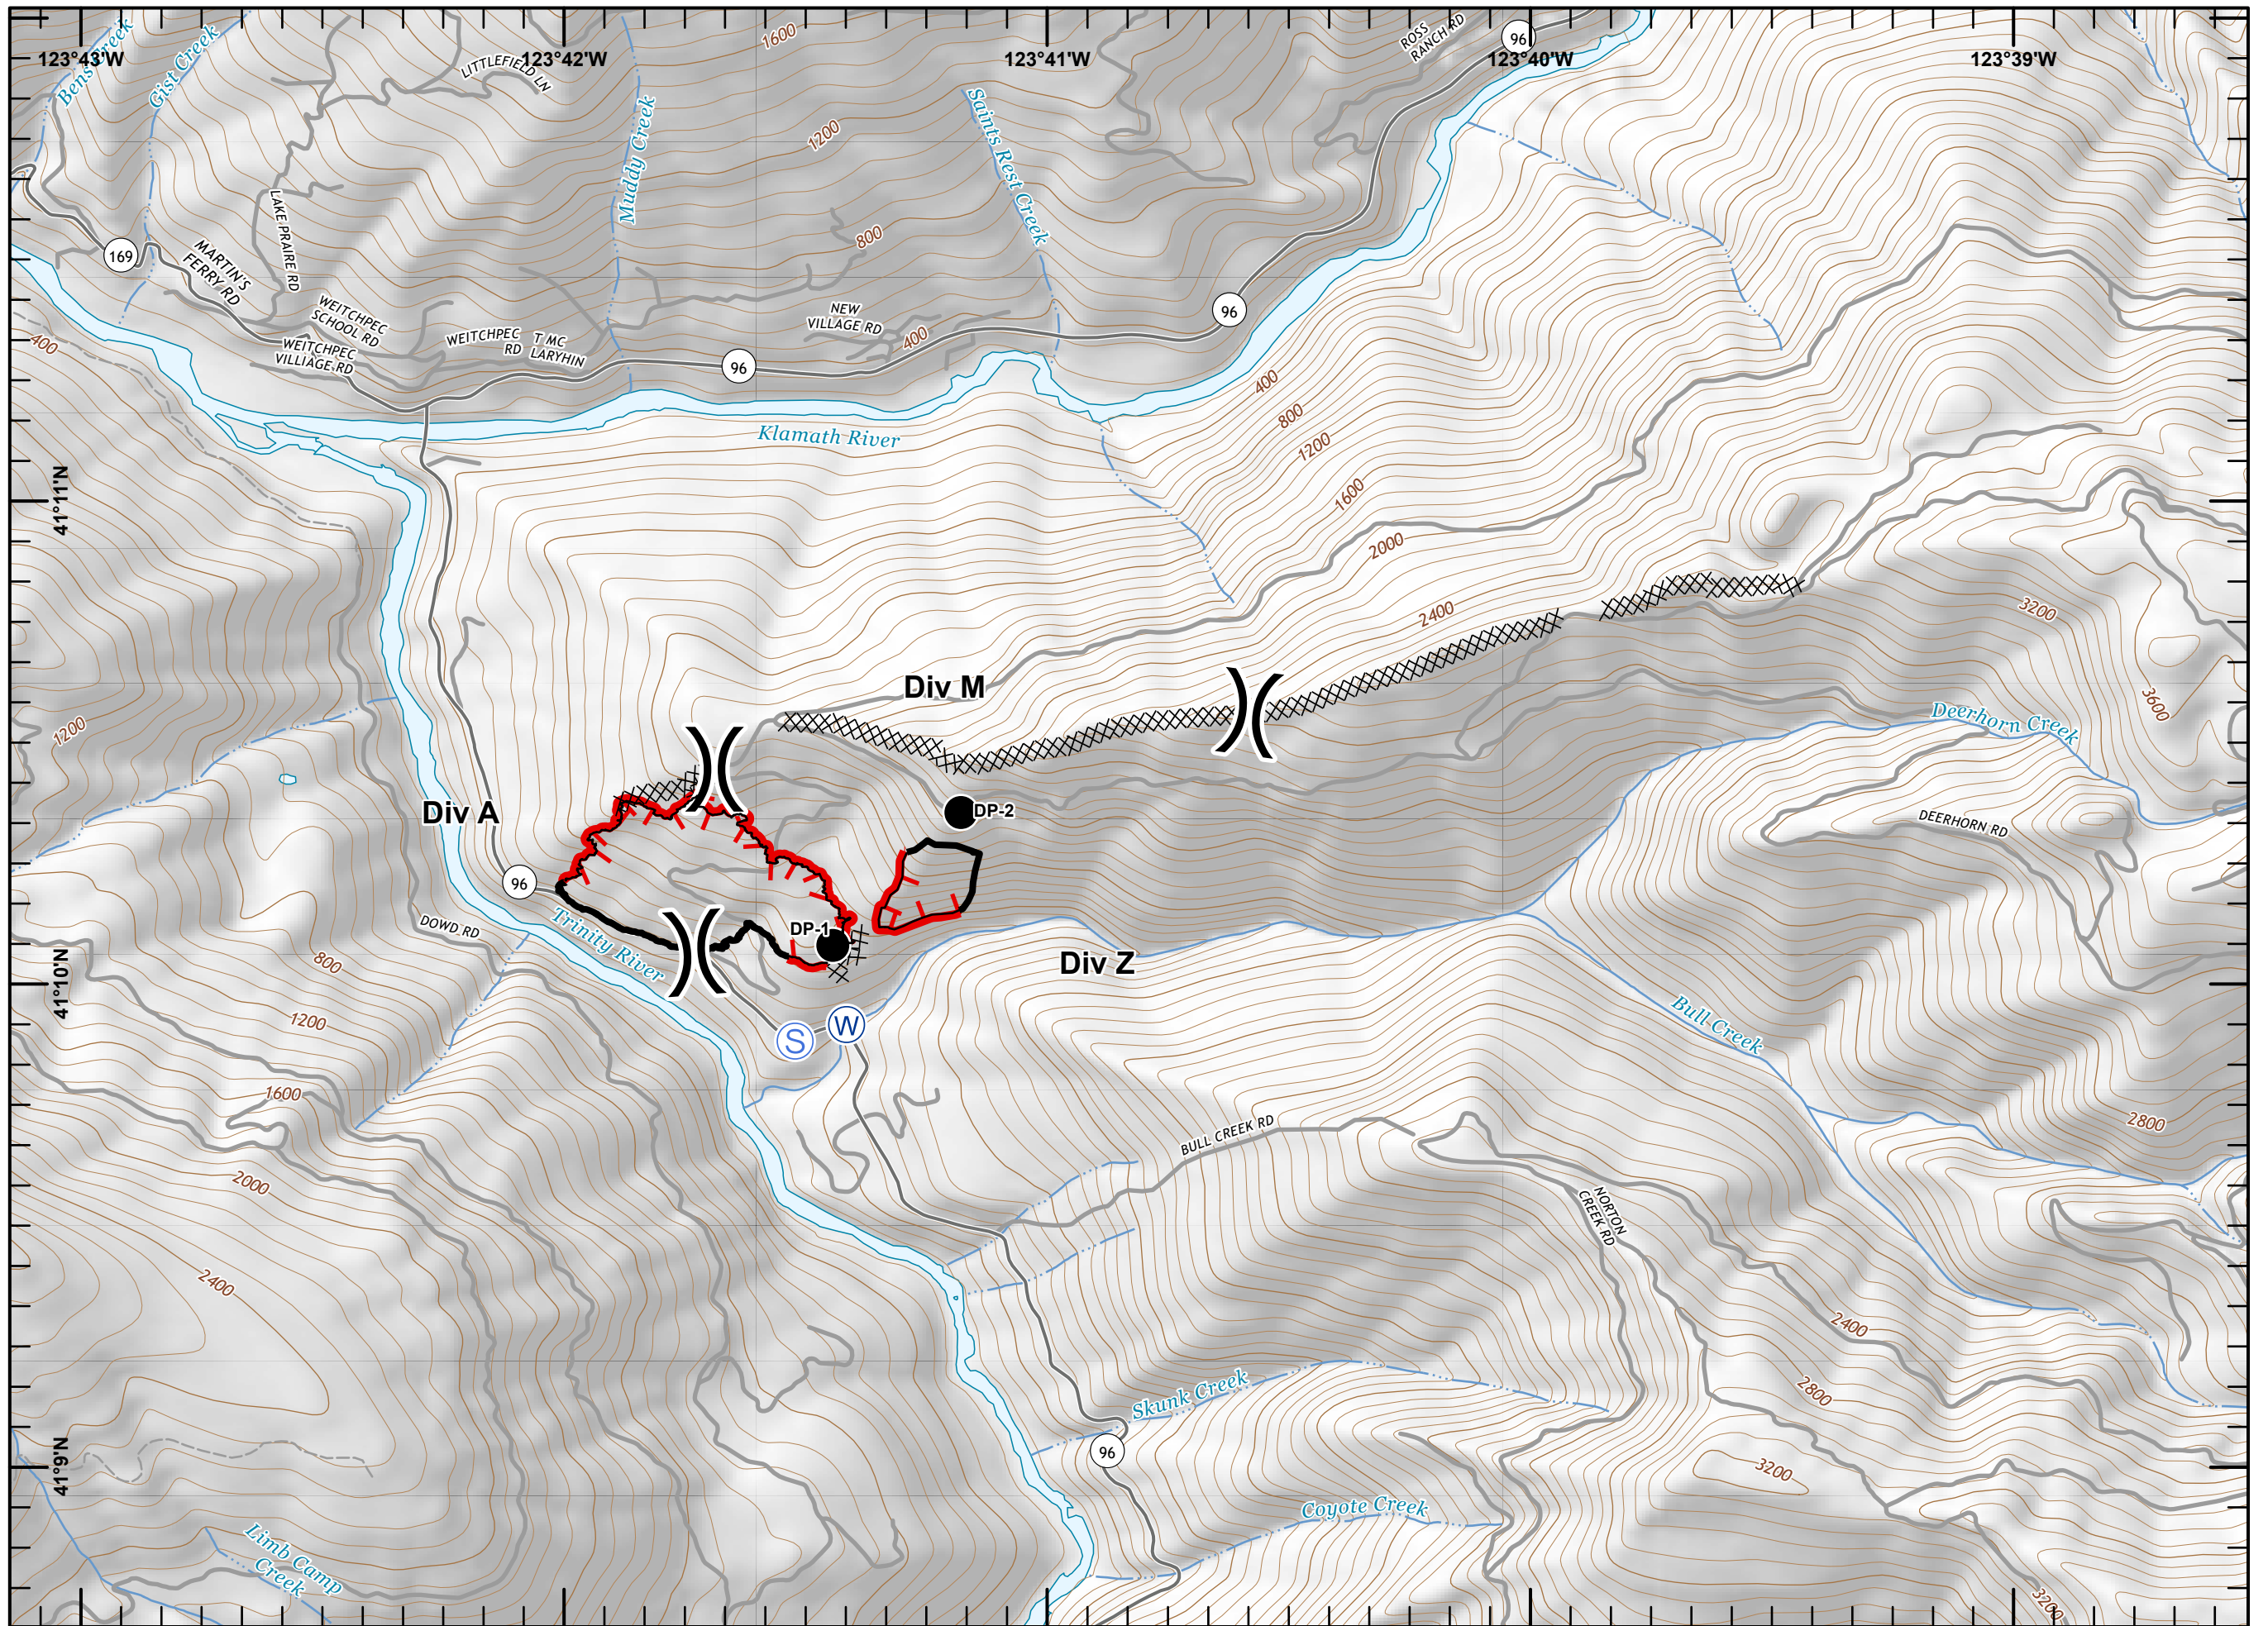 123°43'W
123°42'W
123°41'W
123°40'W
123°39'W
Bens Creek
Gist Creek
LITTLEFIELD LN
1600
ROSS
RANCH RD
96
Muddy Creek
1200
Saints Rest Creek
LAKE PRAIRIE RD
800
169
MARTIN'S
FERRY RD
WEITCHPEC
SCHOOL RD
WEITCHPEC
VILLIAGE RD
WEITCHPEC
RD
T MC
LARYHIN
NEW
VILLAGE RD
400
96
96
400
Klamath River
400
800
1200
1600
2000
2400
41°11'N
3200
3600
Div M
1200
Deerhorn Creek
Div A
DP-2
DEERHORN RD
96
DOWD RD
Trinity River
DP-1
Div Z
41°10'N
800
1200
S
W
Bull Creek
1600
BULL CREEK RD
2800
2000
NORTON
CREEK RD
2400
2400
Skunk Creek
2800
41°9'N
96
3200
Coyote Creek
Limb Camp
Creek
3200